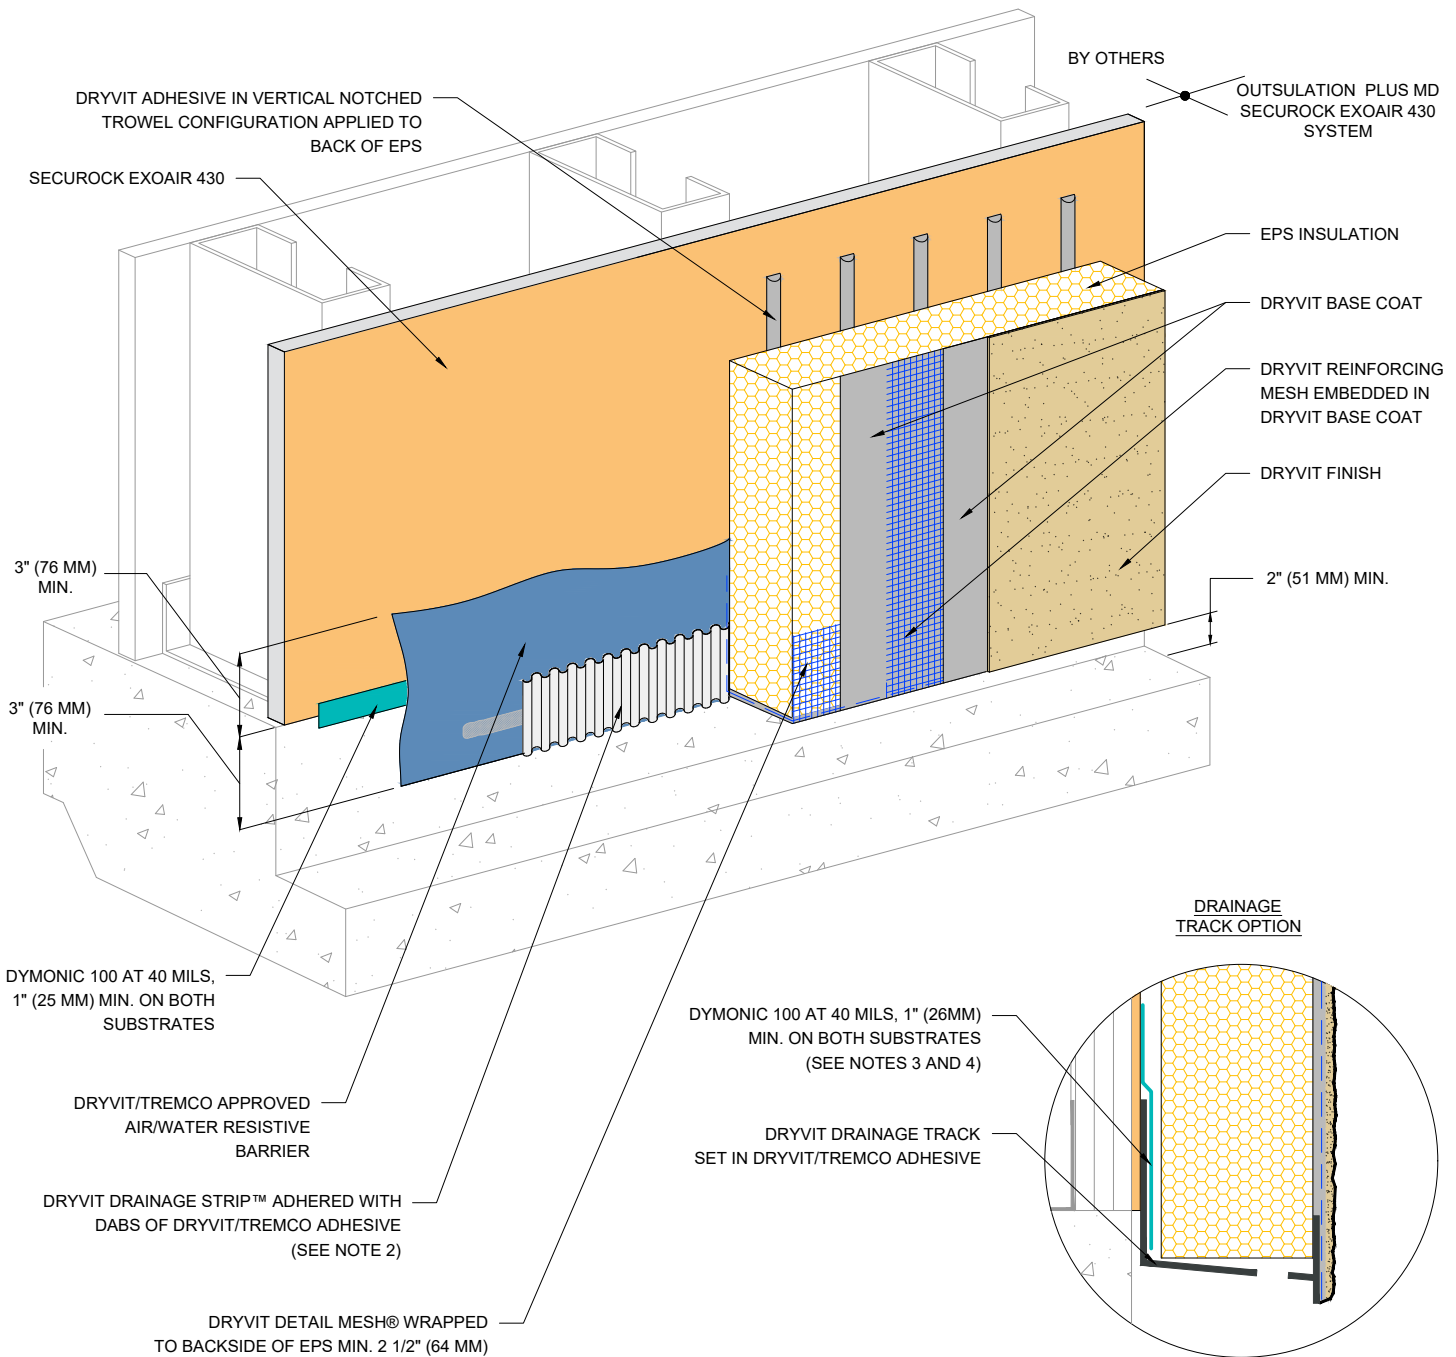 BY OTHERS
OUTSULATION PLUS MD
SECUROCK EXOAIR 430
SYSTEM
DRYVIT ADHESIVE IN VERTICAL NOTCHED
TROWEL CONFIGURATION APPLIED TO
BACK OF EPS
SECUROCK EXOAIR 430
EPS INSULATION
DRYVIT BASE COAT
DRYVIT REINFORCING
MESH EMBEDDED IN
DRYVIT BASE COAT
DRYVIT FINISH
2" (51 MM) MIN.
3" (76 MM)
MIN.
3" (76 MM)
MIN.
DYMONIC 100 AT 40 MILS,
1" (25 MM) MIN. ON BOTH
SUBSTRATES
DRYVIT/TREMCO APPROVED
AIR/WATER RESISTIVE
BARRIER
DRYVIT DRAINAGE STRIP™ ADHERED WITH
DABS OF DRYVIT/TREMCO ADHESIVE
(SEE NOTE 2)
DRYVIT DETAIL MESH® WRAPPED
TO BACKSIDE OF EPS MIN. 2 1/2" (64 MM)
DRAINAGE
TRACK OPTION
DYMONIC 100 AT 40 MILS, 1" (26MM)
MIN. ON BOTH SUBSTRATES
(SEE NOTES 3 AND 4)
DRYVIT DRAINAGE TRACK
SET IN DRYVIT/TREMCO ADHESIVE